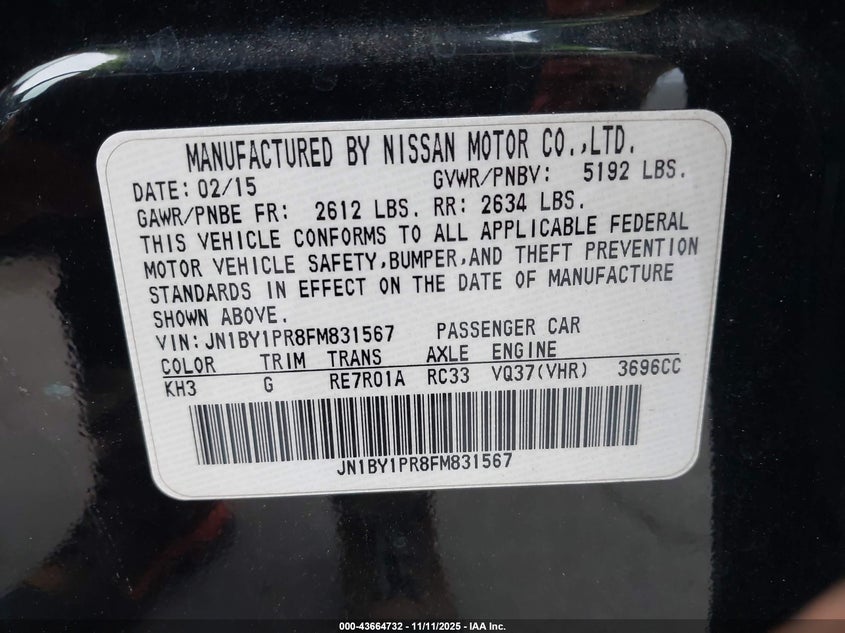 MANUFACTURED BY NISSAN MOTOR CO.,LTD.
DATE: 02/15 GVWR/PNBV: 5192 LBS.
GAWR/PNBE FR: 2612 LBS. RR: 2634 LBS.
THIS VEHICLE CONFORMS TO ALL APPLICABLE FEDERAL
MOTOR VEHICLE SAFETY,BUMPER,AND THEFT PREVENTION
STANDARDS IN EFFECT ON THE DATE OF MANUFACTURE
SHOWN ABOVE.
VIN: JN1BY1PR8FM831567 PASSENGER CAR
COLOR TRIM TRANS AXLE ENGINE
KH3 G RE7R01A RC33 VQ37(VHR) 3696CC
JN1BY1PR8FM831567
000-43664732 - 11/11/2025 - IAA Inc.